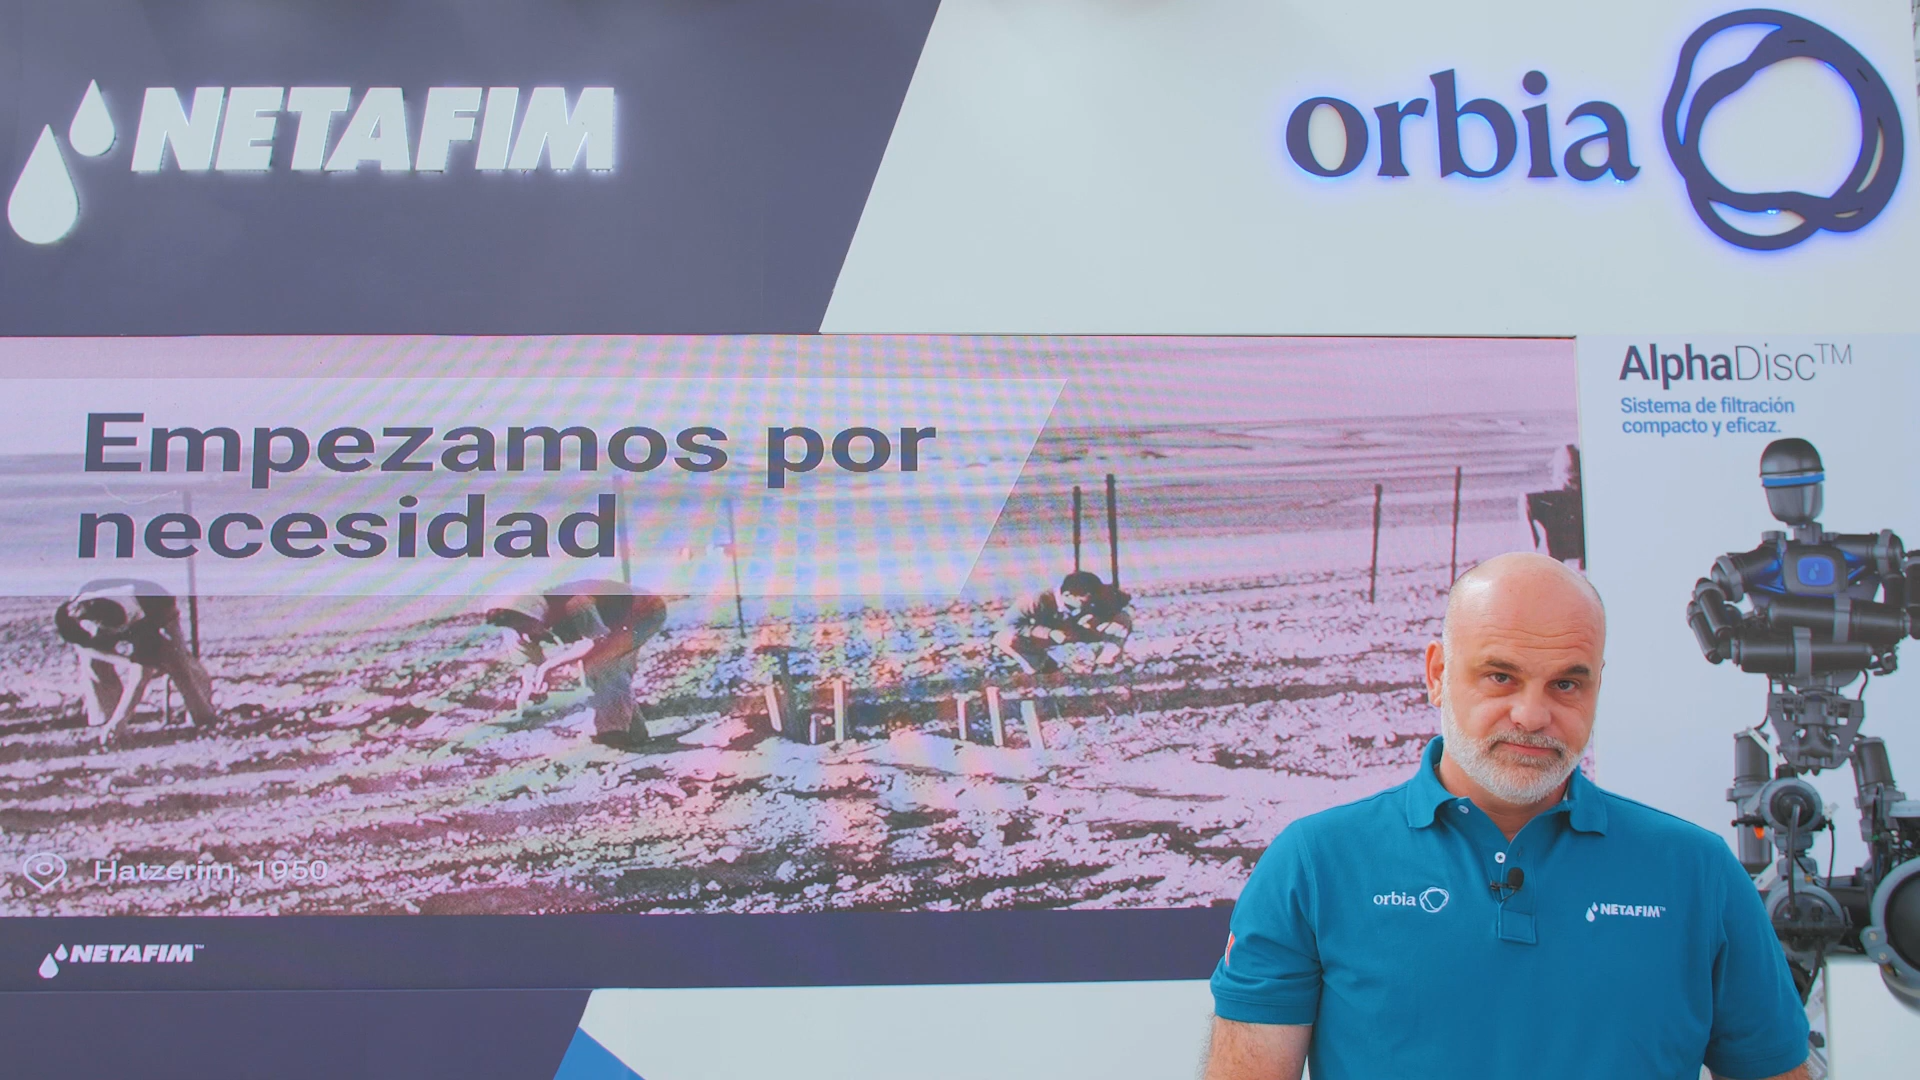 NETAFIM
orbia
AlphaDisc™
Sistema de filtración
compacto y eficaz.
Empezamos por
necesidad
Hatzerim, 1950
NETAFIM™
orbia
NETAFIM™